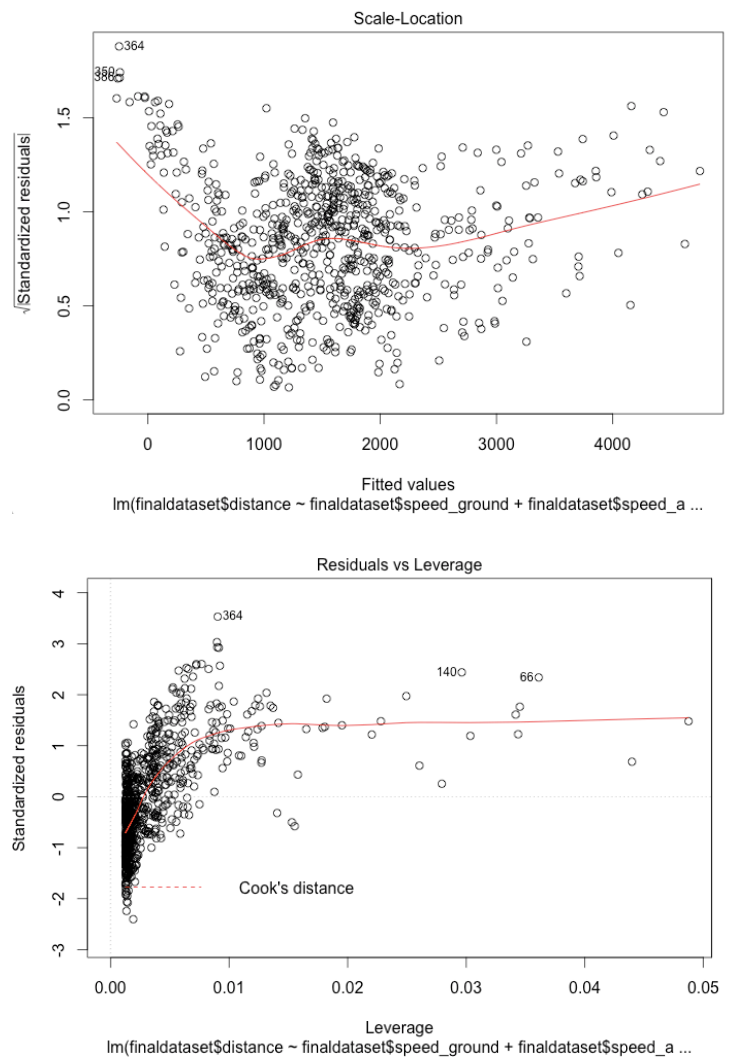 Scale-Location
364
350
386
√|Standardized residuals|
1.5
1.0
0.5
0.0
0 1000 2000 3000 4000
Fitted values
lm(finaldataset$distance ~ finaldataset$speed_ground + finaldataset$speed_a ...
Residuals vs Leverage
4
364
3
140
66
2
Standardized residuals
1
0
-1
Cook's distance
-2
-3
0.00 0.01 0.02 0.03 0.04 0.05
Leverage
lm(finaldataset$distance ~ finaldataset$speed_ground + finaldataset$speed_a ...